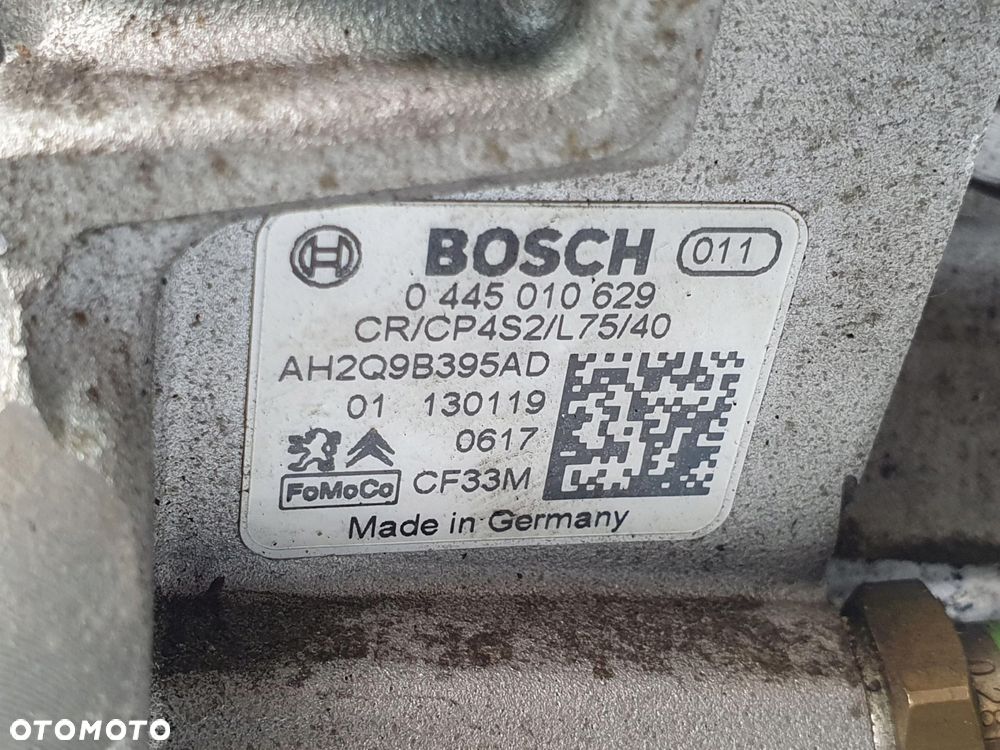 BOSCH 011
0 445 010 629
CR/CP4S2/L75/40
AH2Q9B395AD
01 130119
0617
FoMoCo CF33M
Made in Germany
OTOMOTO